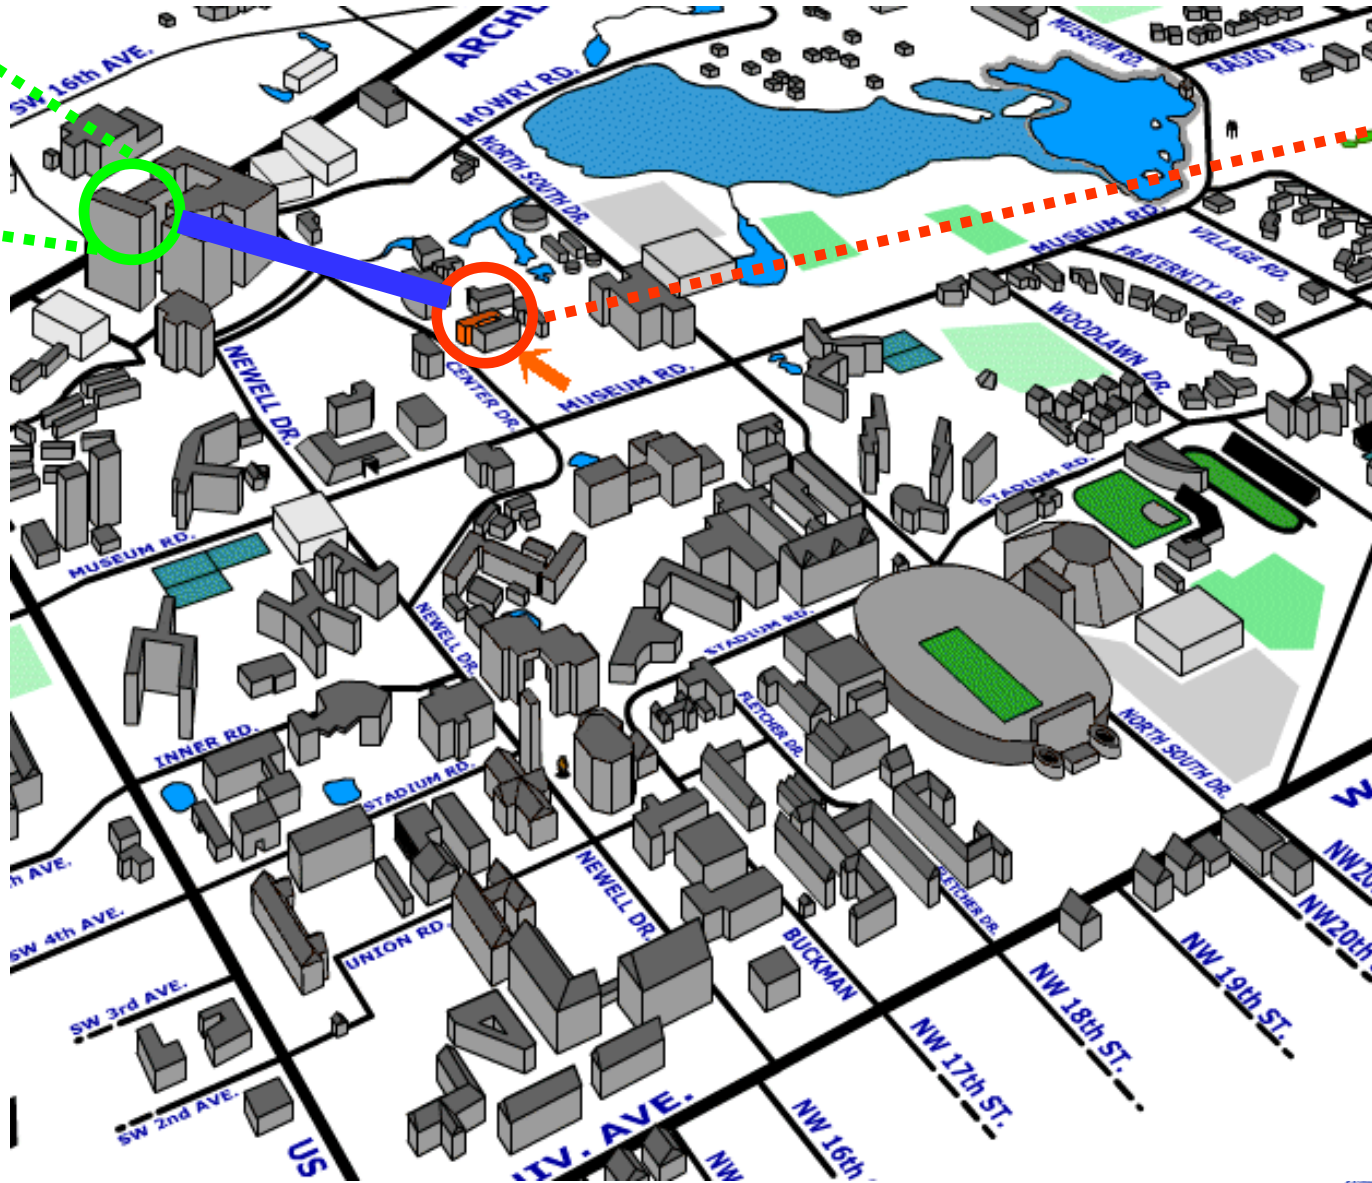 SW 16th AVE.
MOWRY RD.
MUSEUM RD.
RADIO RD.
NORTH SOUTH DR.
MUSEUM RD.
VILLAGE RD.
FRATERNITY DR.
WOODLAWN DR.
NEWELL DR.
CENTER DR.
MUSEUM RD.
STADIUM RD.
MUSEUM RD.
NEWELL DR.
STADIUM RD.
FLETCHER DR.
NORTH SOUTH DR.
INNER RD.
STADIUM RD.
AVE.
SW 4th AVE.
UNION RD.
NEWELL DR.
BUCKMAN
FLETCHER DR.
NW20th
NW 19th ST.
NW 18th ST.
NW 17th ST.
NW 16th
SW 3rd AVE.
SW 2nd AVE.
US
AVE.
NW